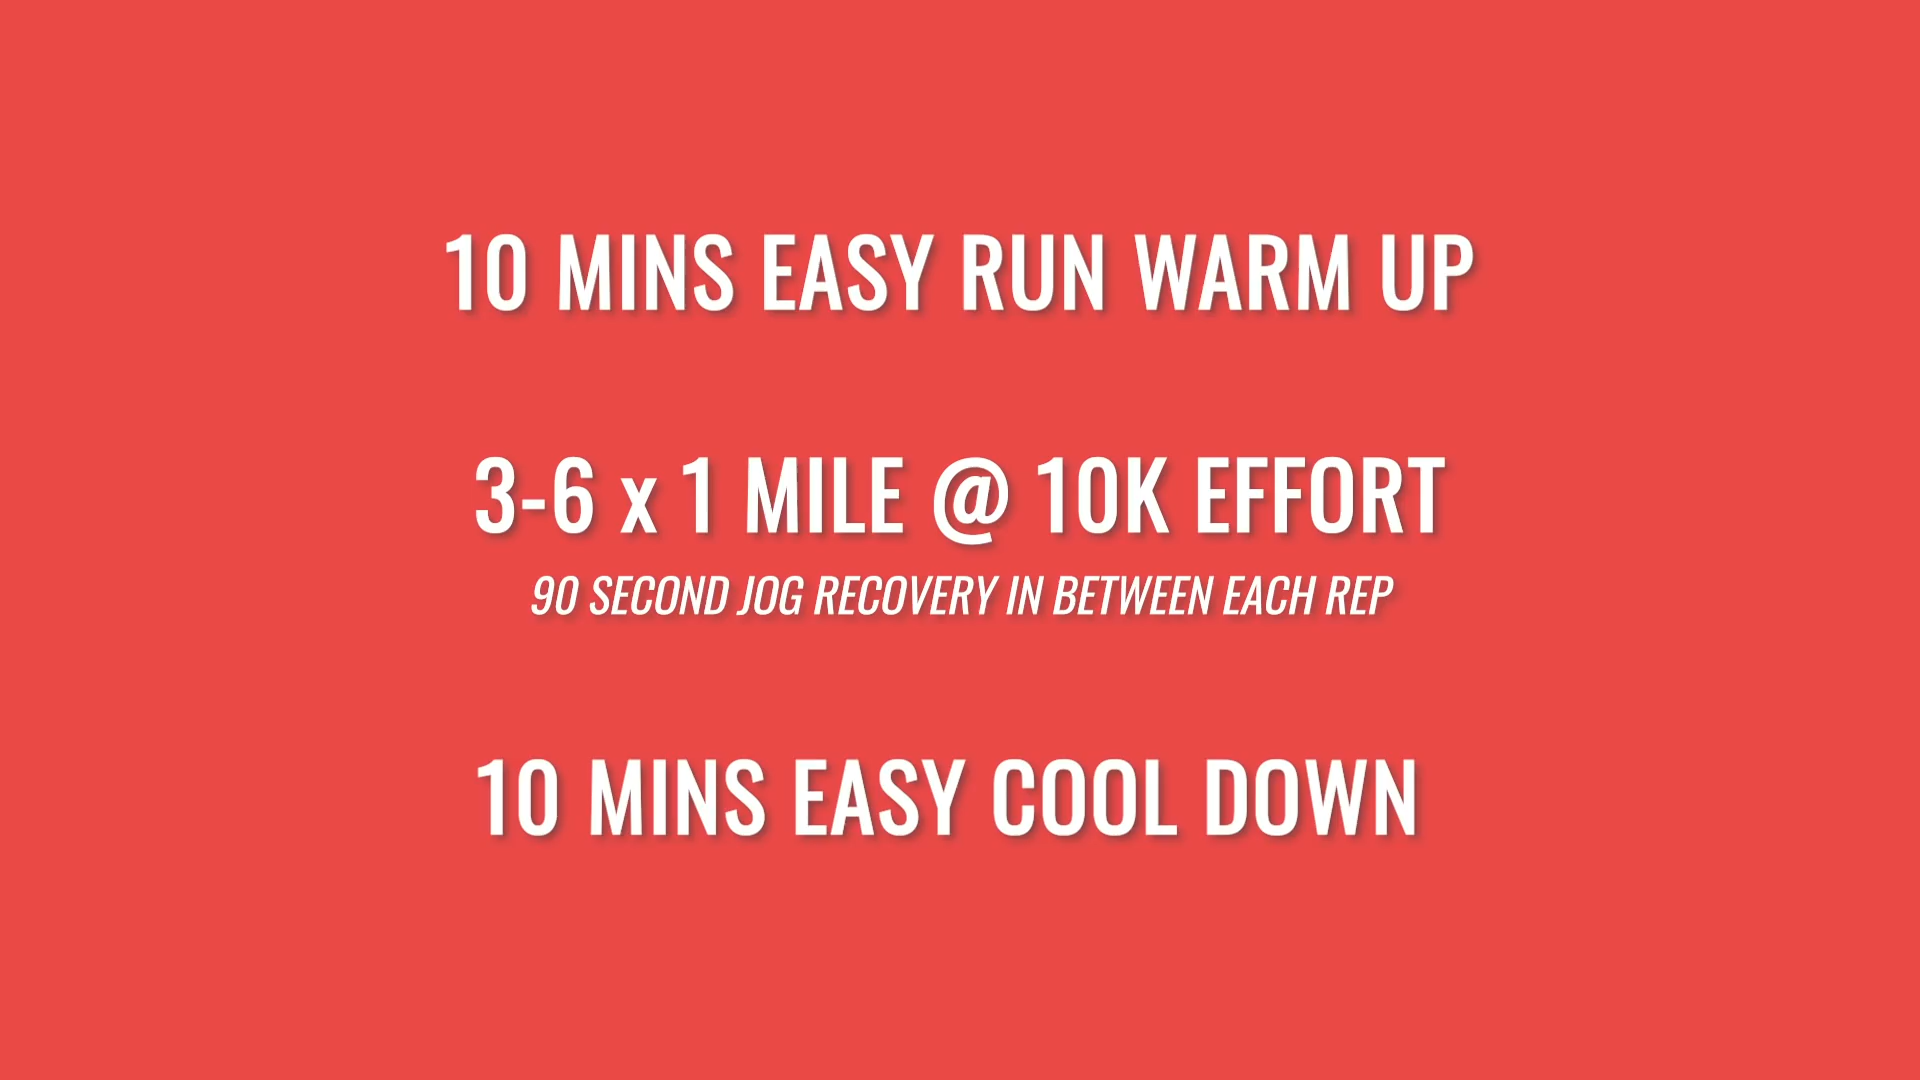 10 MINS EASY RUN WARM UP
3-6 x 1 MILE @ 10K EFFORT
90 SECOND JOG RECOVERY IN BETWEEN EACH REP
10 MINS EASY COOL DOWN